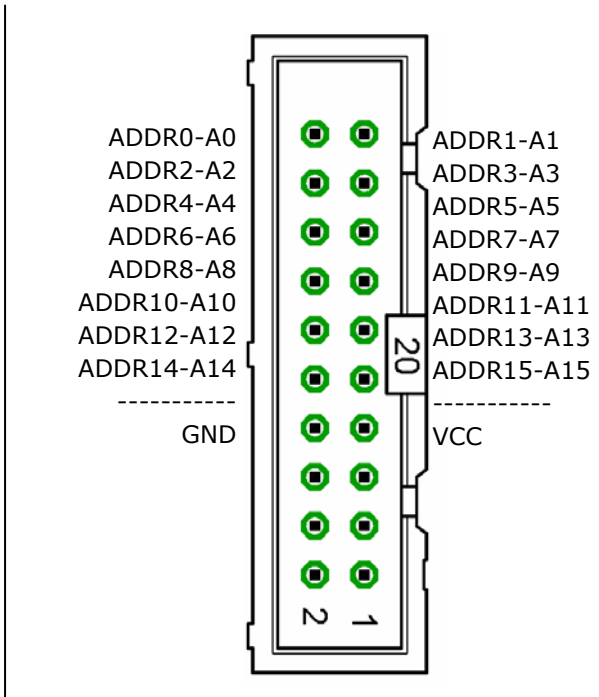 ADDR0-A0
ADDR2-A2
ADDR4-A4
ADDR6-A6
ADDR8-A8
ADDR10-A10
ADDR12-A12
ADDR14-A14
-----------
GND
ADDR1-A1
ADDR3-A3
ADDR5-A5
ADDR7-A7
ADDR9-A9
ADDR11-A11
ADDR13-A13
ADDR15-A15
-----------
VCC
20
2
1